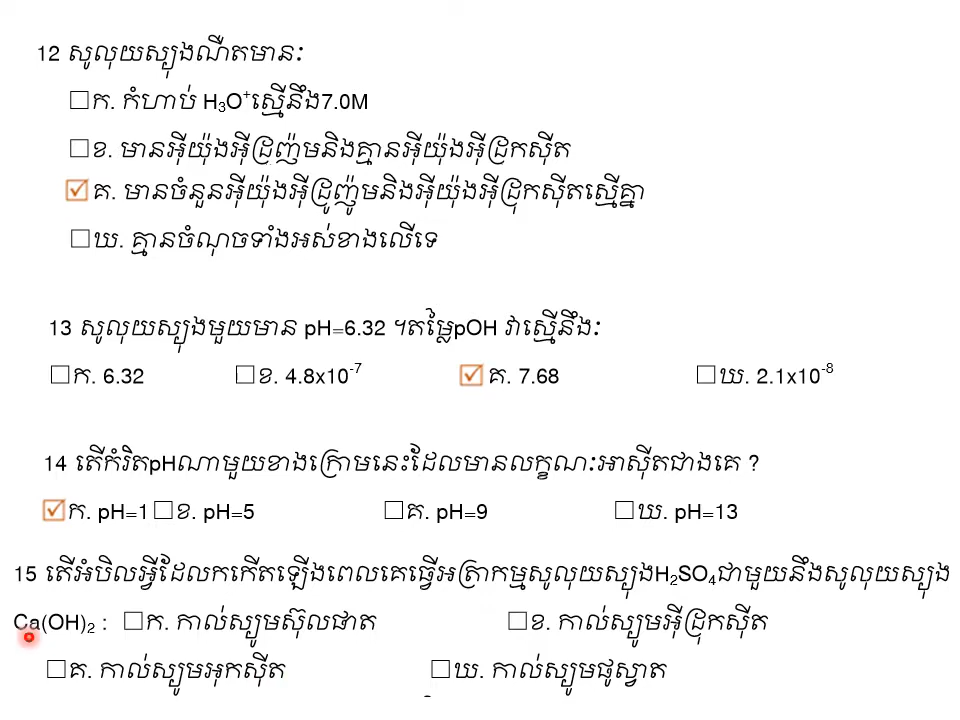 12 សូលុយស្យុងណឺតមាន:
☐ក. កំហាប់ H₃O⁺ស្មើនឹង7.0M
☐ខ. មានអ៊ីយ៉ុងអ៊ីដ្រូញ៉មនិងគ្មានអ៊ីយ៉ុងអ៊ីដ្រុកស៊ីត
☑គ. មានចំនួនអ៊ីយ៉ុងអ៊ីដ្រូញ៉ូមនិងអ៊ីយ៉ុងអ៊ីដ្រុកស៊ីតស្មើគ្នា
☐ឃ. គ្មានចំណុចទាំងអស់ខាងលើទេ
13 សូលុយស្យុងមួយមាន pH=6.32 ។តម្លៃpOH វាស្មើនឹង:
☐ក. 6.32 ☐ខ. 4.8x10⁻⁷ ☑គ. 7.68 ☐ឃ. 2.1x10⁻⁸
14 តើកំរិតpHណាមួយខាងក្រោមនេះដែលមានលក្ខណៈអាស៊ីតជាងគេ ?
☑ក. pH=1 ☐ខ. pH=5 ☐គ. pH=9 ☐ឃ. pH=13
15 តើអំបិលអ្វីដែលកកើតឡើងពេលគេធ្វើអត្រាកម្មសូលុយស្យុងH₂SO₄ជាមួយនឹងសូលុយស្យុង
Ca(OH)₂ : ☐ក. កាល់ស្យូមស៊ុលផាត ☐ខ. កាល់ស្យូមអ៊ីដ្រុកស៊ីត
☐គ. កាល់ស្យូមអុកស៊ីត ☐ឃ. កាល់ស្យូមផូស្វាត